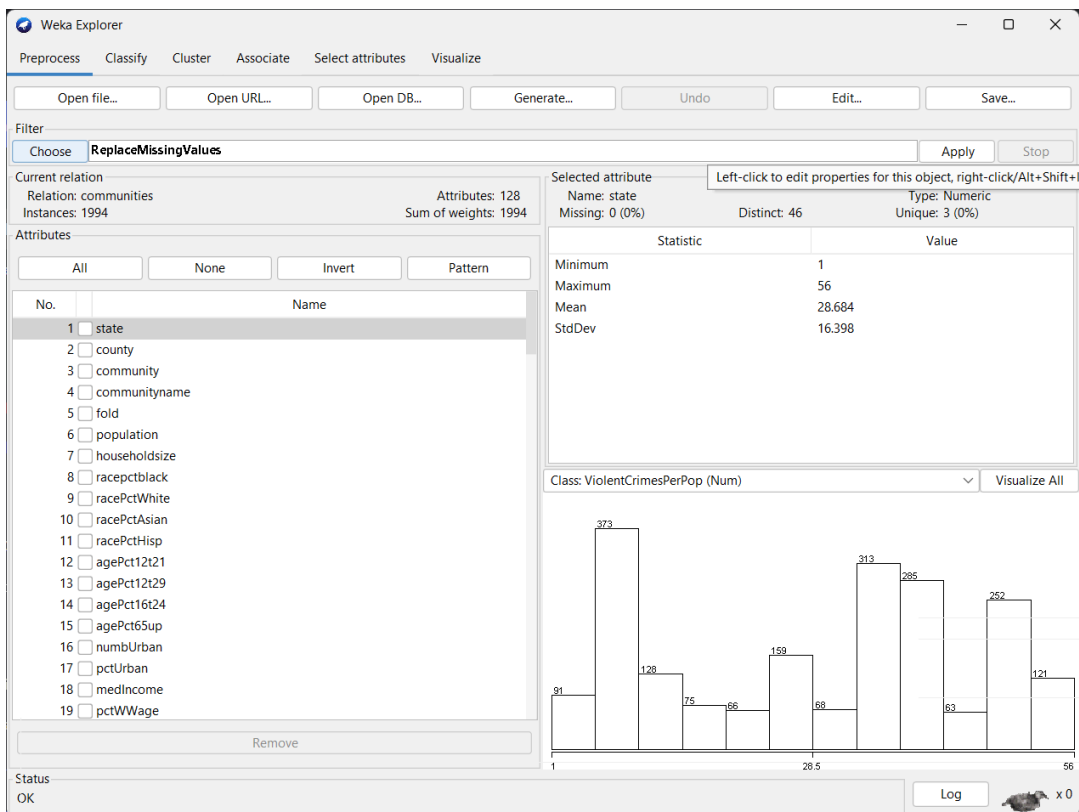 Weka Explorer
Preprocess Classify Cluster Associate Select attributes Visualize
Open file... Open URL... Open DB... Generate... Undo Edit... Save...
Filter
Choose ReplaceMissingValues Apply Stop
Left-click to edit properties for this object, right-click/Alt+Shift+
Current relation
Relation: communities Attributes: 128
Instances: 1994 Sum of weights: 1994
Attributes
All None Invert Pattern
No. Name
1 state
2 county
3 community
4 communityname
5 fold
6 population
7 householdsize
8 racepctblack
9 racePctWhite
10 racePctAsian
11 racePctHisp
12 agePct12t21
13 agePct12t29
14 agePct16t24
15 agePct65up
16 numbUrban
17 pctUrban
18 medIncome
19 pctWWage
Remove
Selected attribute
Name: state Type: Numeric
Missing: 0 (0%) Distinct: 46 Unique: 3 (0%)
Statistic Value
Minimum 1
Maximum 56
Mean 28.684
StdDev 16.398
Class: ViolentCrimesPerPop (Num) Visualize All
91 373 128 75 66 159 68 313 285 63 252 121
1 28.5 56
Status
OK
Log x 0